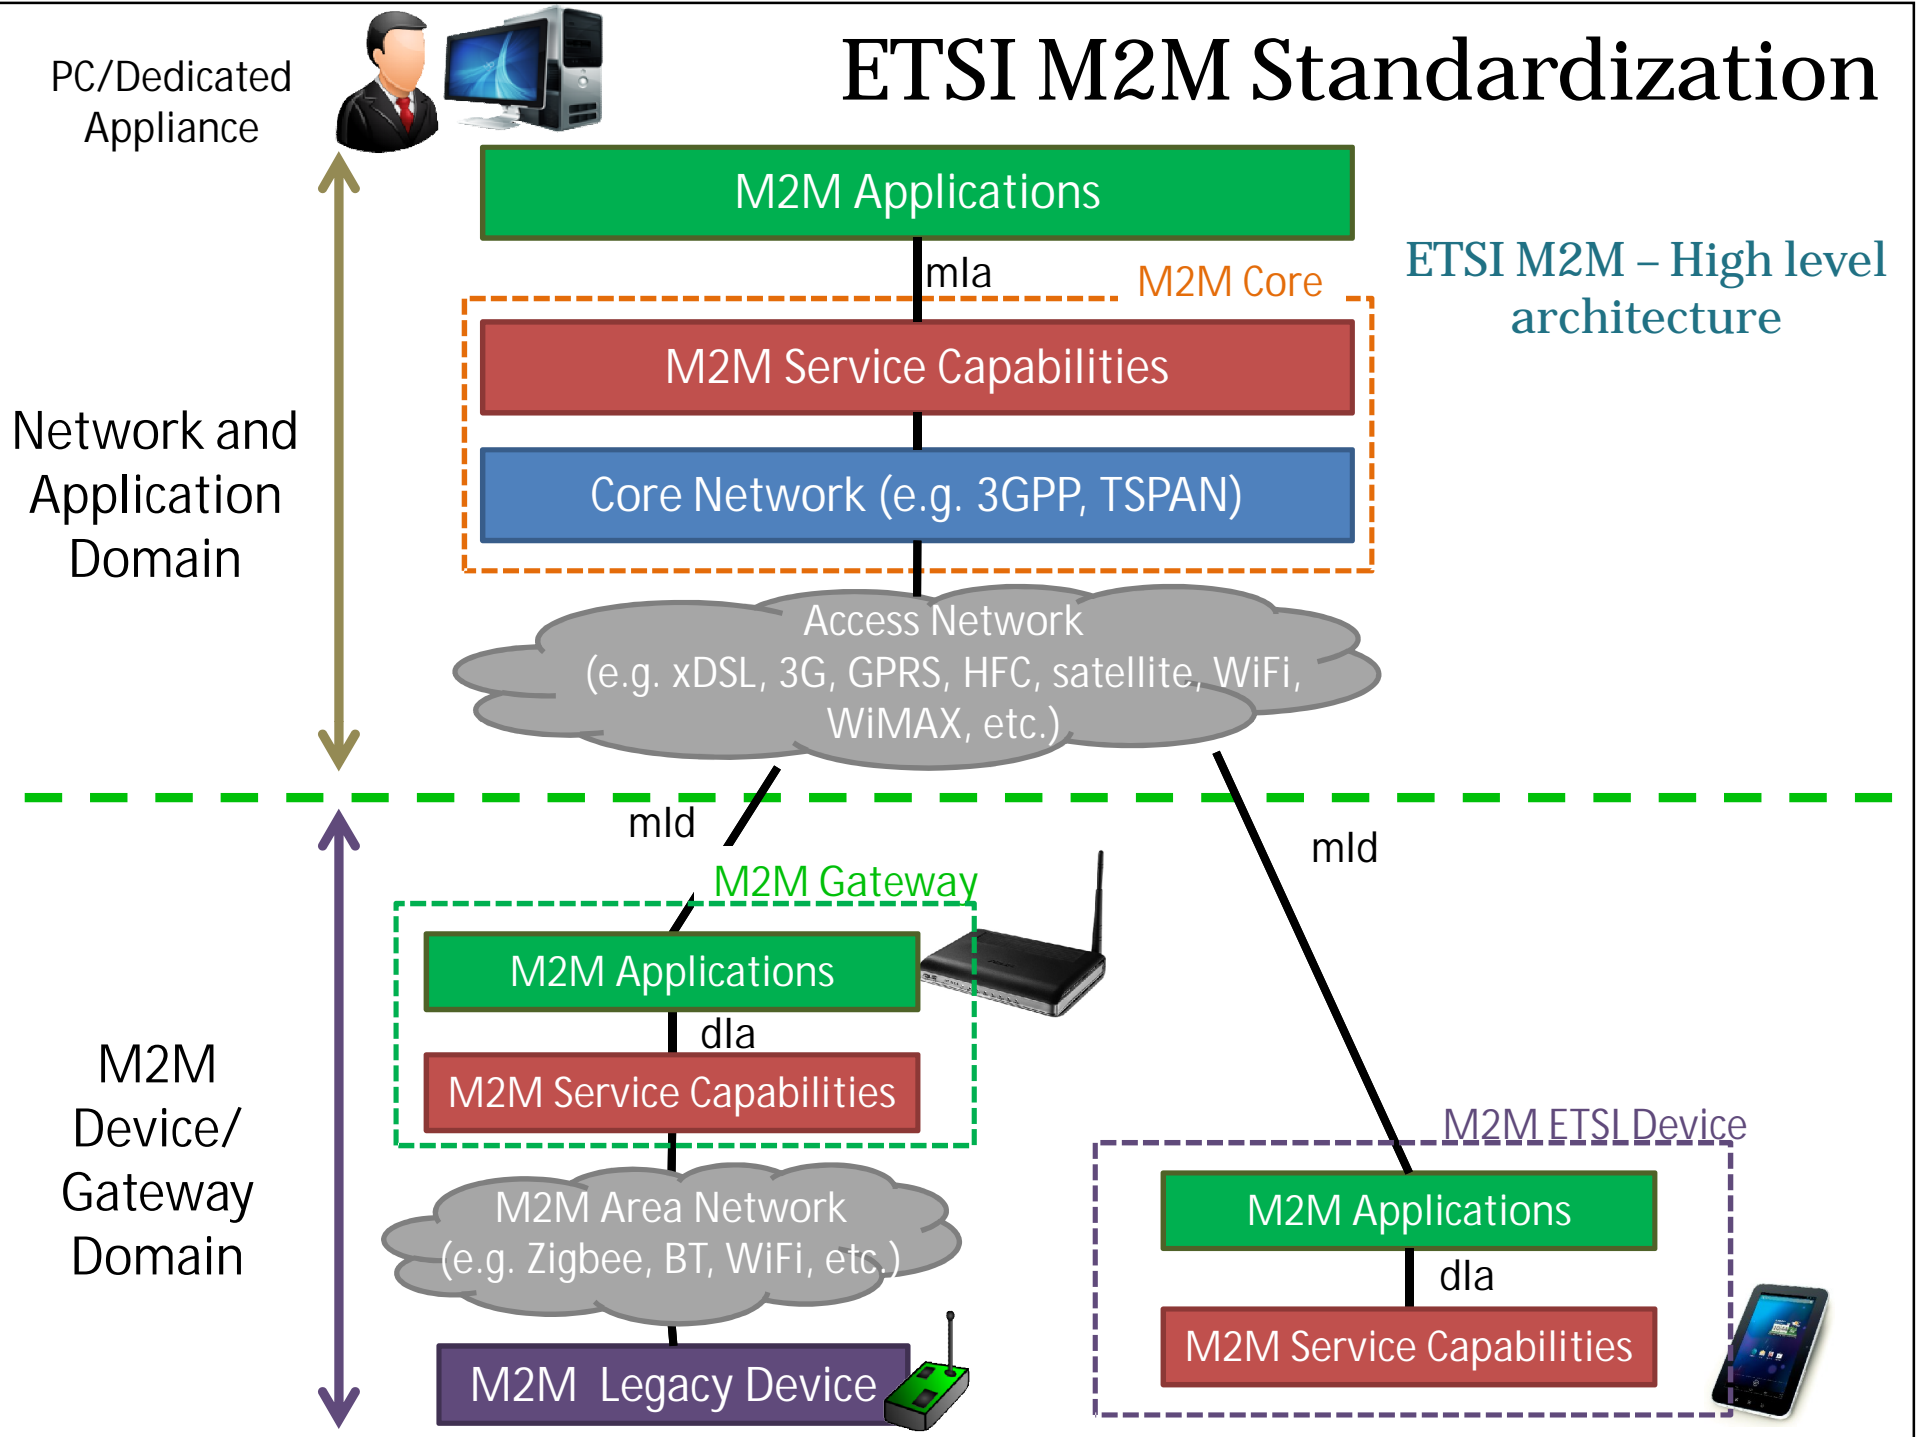 PC/Dedicated
Appliance
ETSI M2M Standardization
M2M Applications
mIa
M2M Core
ETSI M2M – High level
architecture
M2M Service Capabilities
Network and
Application
Domain
Core Network (e.g. 3GPP, TSPAN)
Access Network
(e.g. xDSL, 3G, GPRS, HFC, satellite, WiFi,
WiMAX, etc.)
mId
mId
M2M Gateway
M2M Applications
dIa
M2M Service Capabilities
M2M
Device/
Gateway
Domain
M2M Area Network
(e.g. Zigbee, BT, WiFi, etc.)
M2M  Legacy Device
M2M ETSI Device
M2M Applications
dIa
M2M Service Capabilities